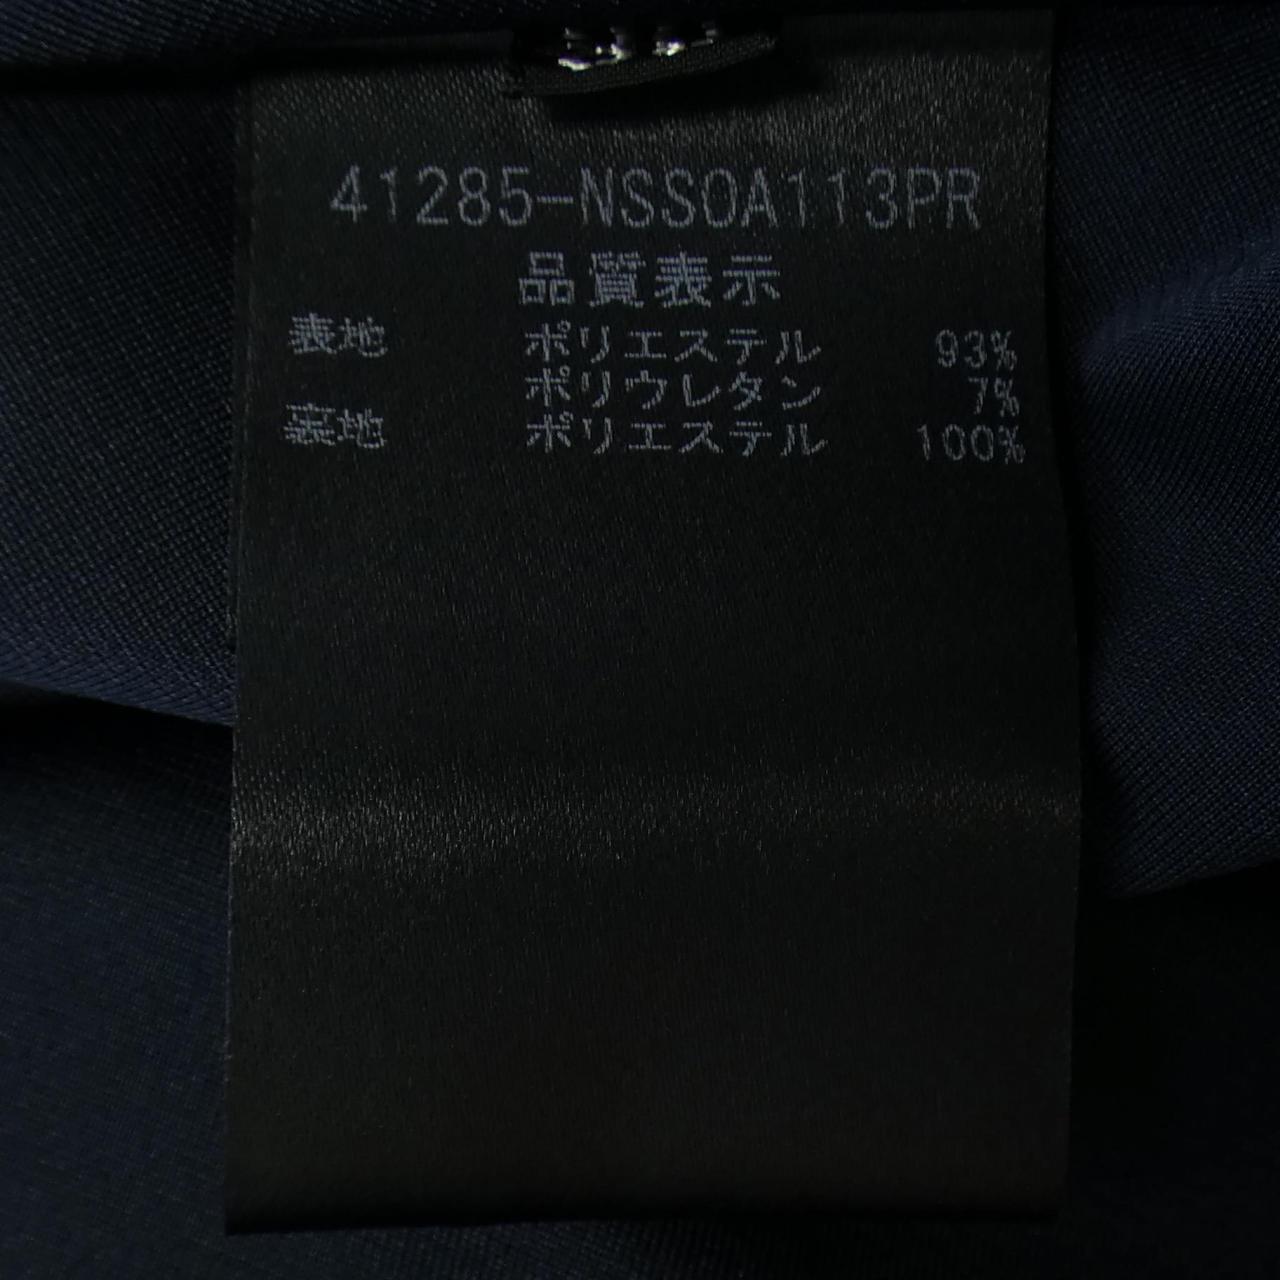 41285-NSSOA113PR
品質表示
表地 ポリエステル 93%
ポリウレタン 7%
裏地 ポリエステル 100%